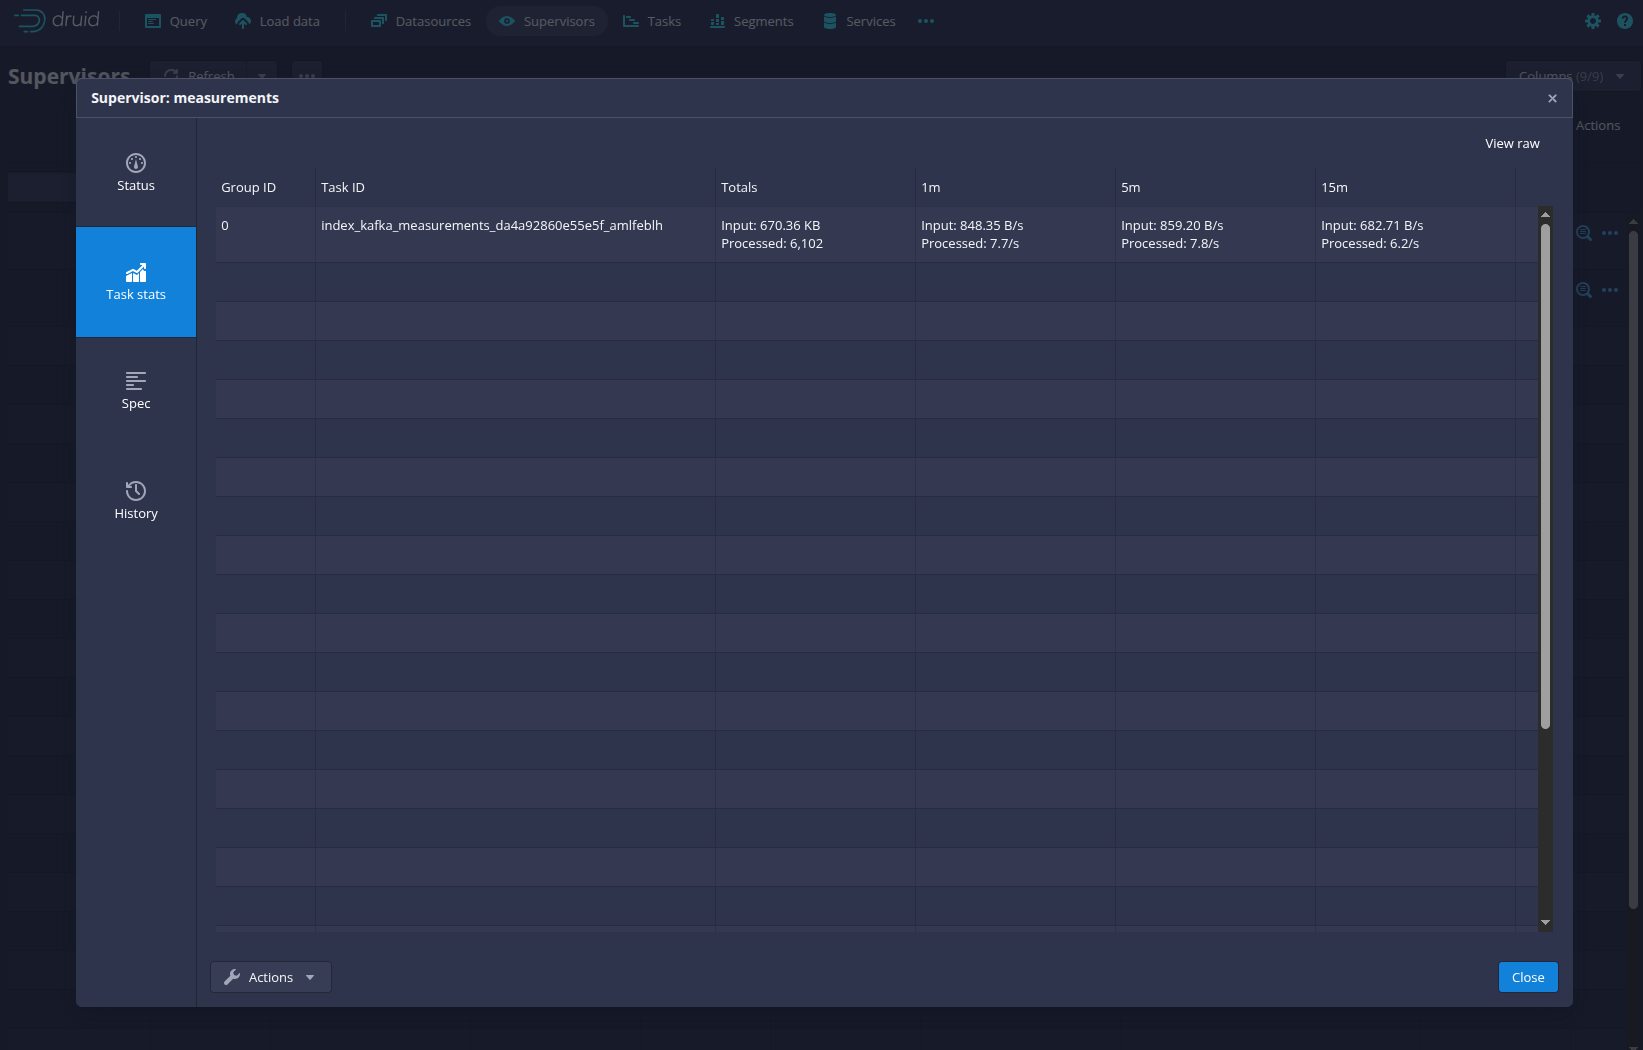 druid Query Load data Datasources Supervisors Tasks Segments Services
Supervisors Refresh Columns (9/9)
Supervisor: measurements
Actions
View raw
Status
Task stats
Spec
History
Group ID Task ID Totals 1m 5m 15m
0 index_kafka_measurements_da4a92860e55e5f_amlfeblh Input: 670.36 KB Input: 848.35 B/s Input: 859.20 B/s Input: 682.71 B/s
Processed: 6,102 Processed: 7.7/s Processed: 7.8/s Processed: 6.2/s
Actions Close